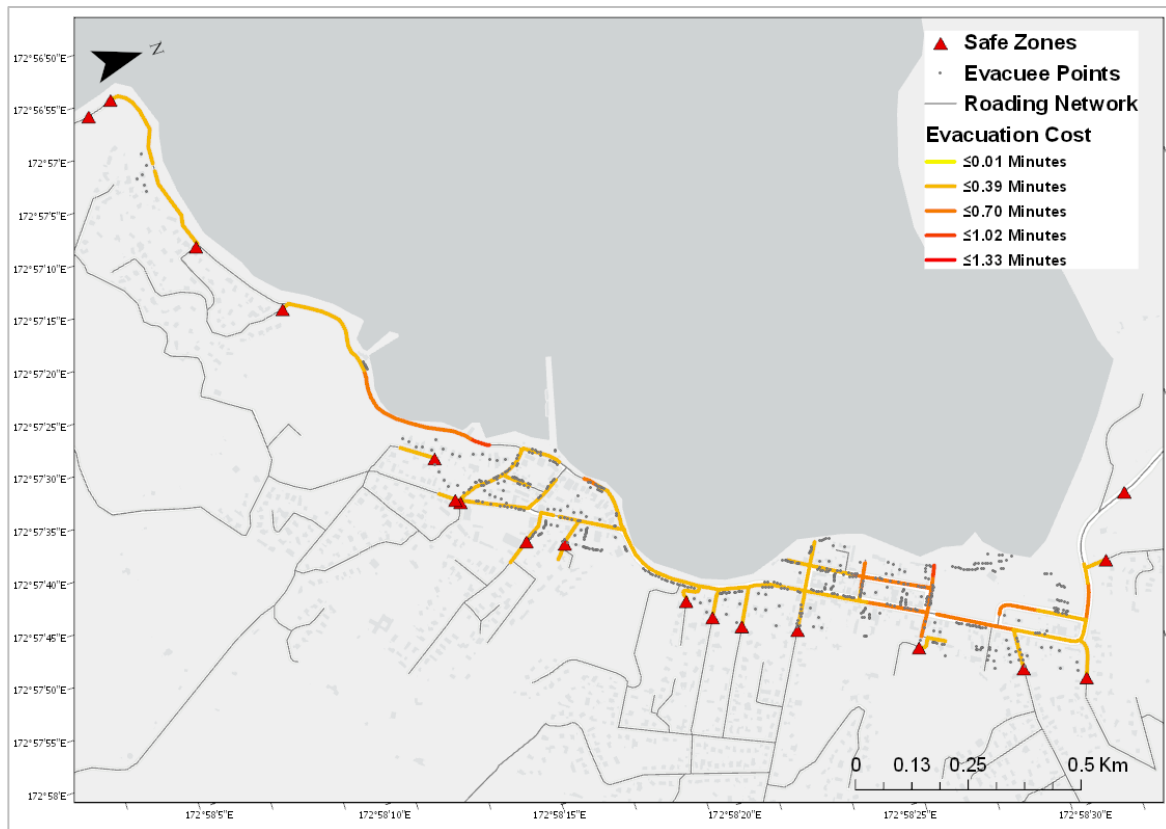 N
Safe Zones
Evacuee Points
Roading Network
Evacuation Cost
≤0.01 Minutes
≤0.39 Minutes
≤0.70 Minutes
≤1.02 Minutes
≤1.33 Minutes
172°56'50"E
172°56'55"E
172°57'E
172°57'5"E
172°57'10"E
172°57'15"E
172°57'20"E
172°57'25"E
172°57'30"E
172°57'35"E
172°57'40"E
172°57'45"E
172°57'50"E
172°57'55"E
172°58'E
0 0.13 0.25 0.5 Km
172°58'5"E 172°58'10"E 172°58'15"E 172°58'20"E 172°58'25"E 172°58'30"E